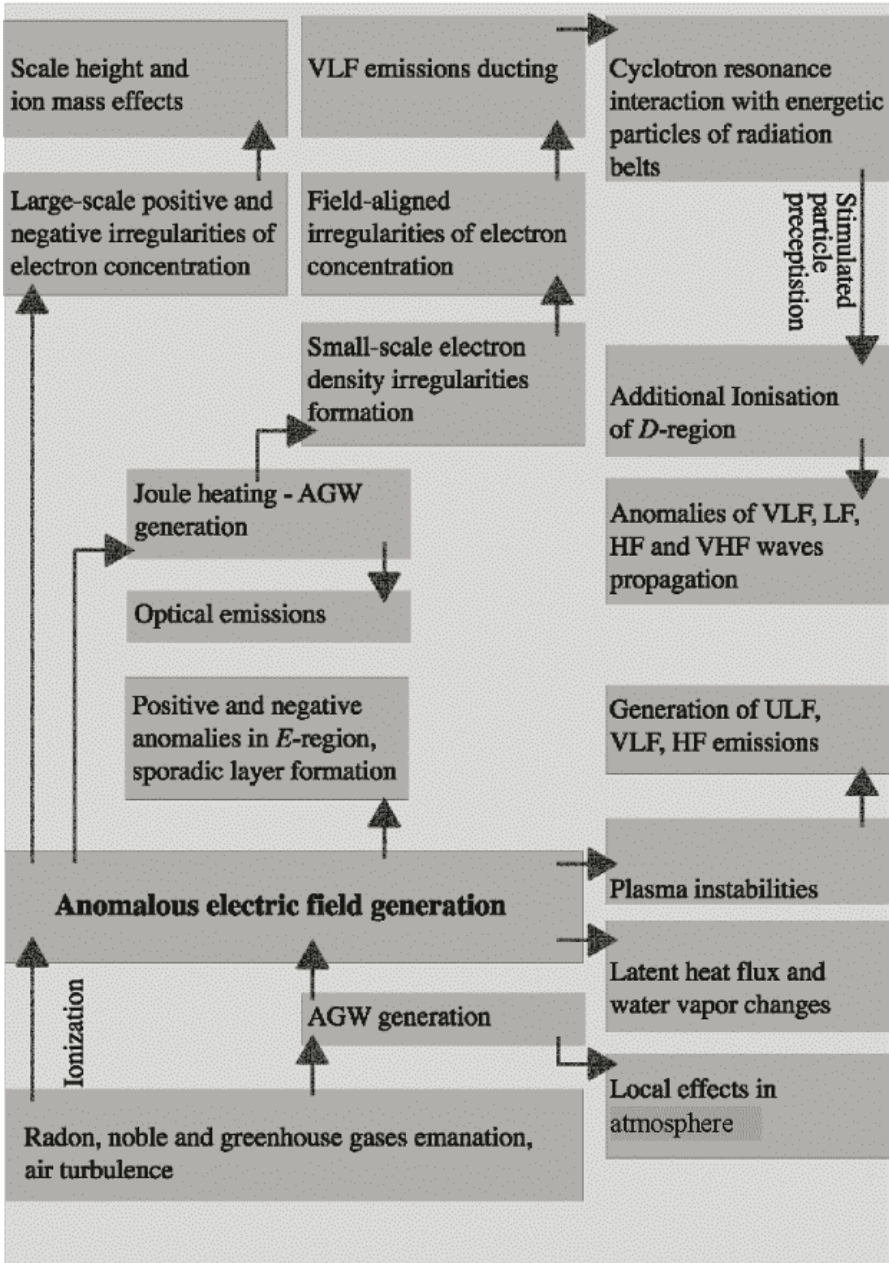 Scale height and
ion mass effects
VLF emissions ducting
Cyclotron resonance
interaction with energetic
particles of radiation
belts
Large-scale positive and
negative irregularities of
electron concentration
Field-aligned
irregularities of electron
concentration
Stimulated
particle
preceptistion
Small-scale electron
density irregularities
formation
Additional Ionisation
of D-region
Joule heating - AGW
generation
Anomalies of VLF, LF,
HF and VHF waves
propagation
Optical emissions
Positive and negative
anomalies in E-region,
sporadic layer formation
Generation of ULF,
VLF, HF emissions
Anomalous electric field generation
Plasma instabilities
Latent heat flux and
water vapor changes
Ionization
AGW generation
Local effects in
atmosphere
Radon, noble and greenhouse gases emanation,
air turbulence